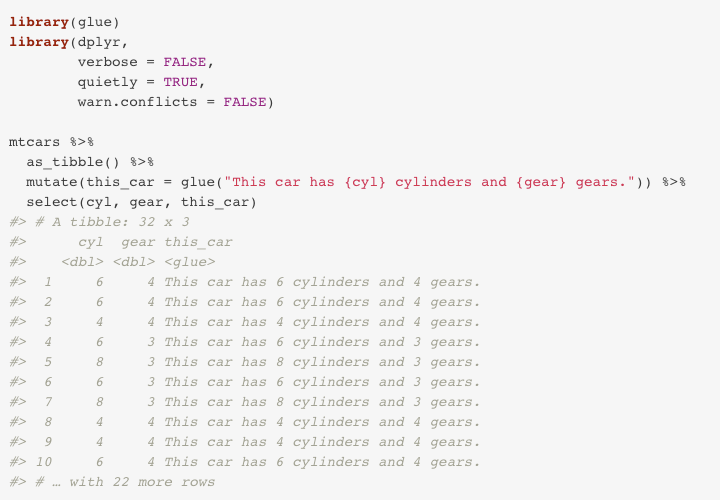 library(glue)
library(dplyr,
        verbose = FALSE,
        quietly = TRUE,
        warn.conflicts = FALSE)

mtcars %>%
  as_tibble() %>%
  mutate(this_car = glue("This car has {cyl} cylinders and {gear} gears.")) %>%
  select(cyl, gear, this_car)
#> # A tibble: 32 x 3
#>      cyl  gear this_car
#>    <dbl> <dbl> <glue>
#>  1     6     4 This car has 6 cylinders and 4 gears.
#>  2     6     4 This car has 6 cylinders and 4 gears.
#>  3     4     4 This car has 4 cylinders and 4 gears.
#>  4     6     3 This car has 6 cylinders and 3 gears.
#>  5     8     3 This car has 8 cylinders and 3 gears.
#>  6     6     3 This car has 6 cylinders and 3 gears.
#>  7     8     3 This car has 8 cylinders and 3 gears.
#>  8     4     4 This car has 4 cylinders and 4 gears.
#>  9     4     4 This car has 4 cylinders and 4 gears.
#> 10     6     4 This car has 6 cylinders and 4 gears.
#> # … with 22 more rows